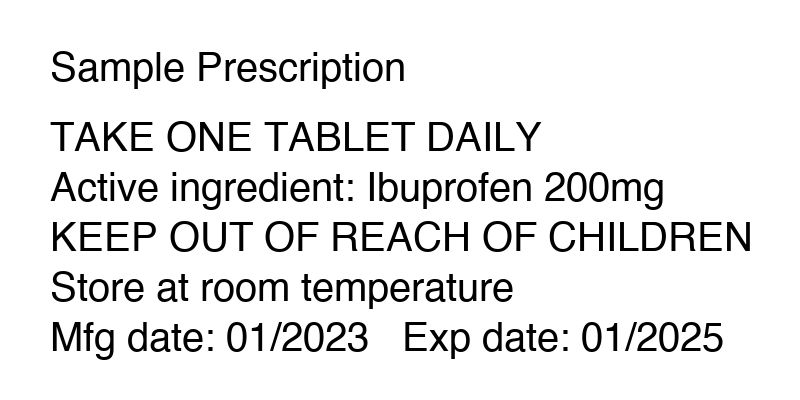 Sample Prescription
TAKE ONE TABLET DAILY
Active ingredient: Ibuprofen 200mg
KEEP OUT OF REACH OF CHILDREN
Store at room temperature
Mfg date: 01/2023   Exp date: 01/2025